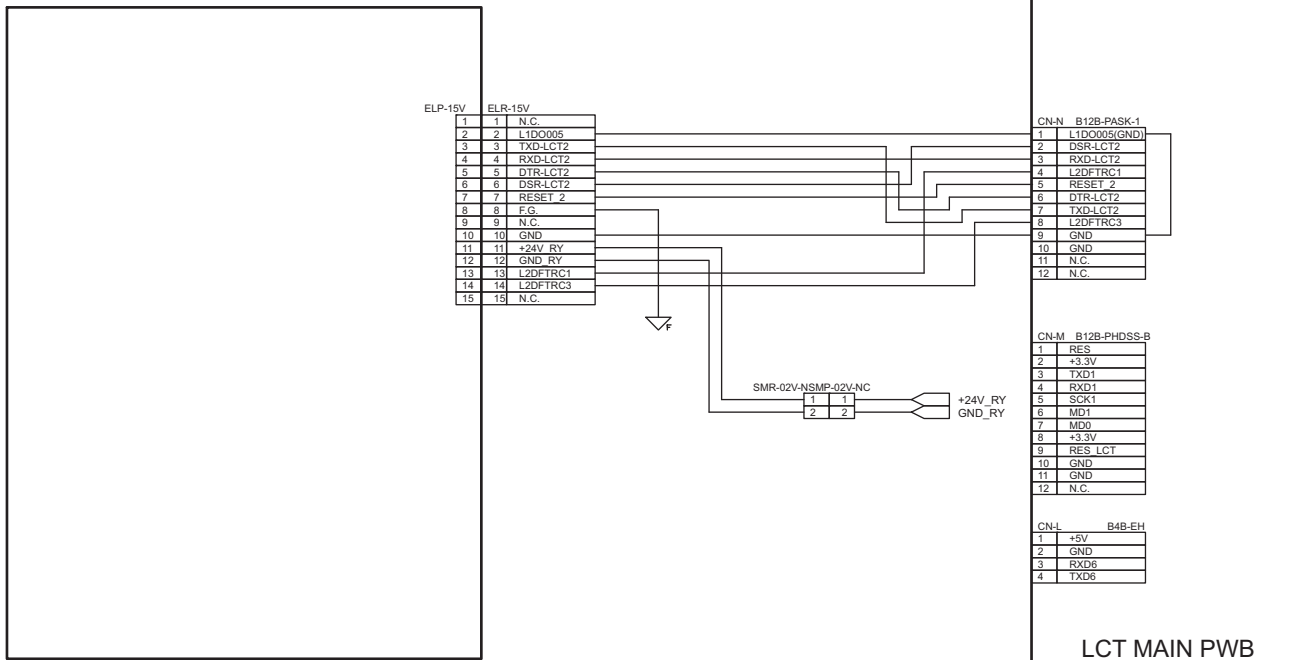 ELP-15V ELR-15V
1 1 N.C.
2 2 L1DO005
3 3 TXD-LCT2
4 4 RXD-LCT2
5 5 DTR-LCT2
6 6 DSR-LCT2
7 7 RESET_2
8 8 F.G.
9 9 N.C.
10 10 GND
11 11 +24V_RY
12 12 GND_RY
13 13 L2DFTRC1
14 14 L2DFTRC3
15 15 N.C.
F
SMR-02V-NSMP-02V-NC
1 1 +24V_RY
2 2 GND_RY
CN-N B12B-PASK-1
1 L1DO005(GND)
2 DSR-LCT2
3 RXD-LCT2
4 L2DFTRC1
5 RESET_2
6 DTR-LCT2
7 TXD-LCT2
8 L2DFTRC3
9 GND
10 GND
11 N.C.
12 N.C.
CN-M B12B-PHDSS-B
1 RES
2 +3.3V
3 TXD1
4 RXD1
5 SCK1
6 MD1
7 MD0
8 +3.3V
9 RES_LCT
10 GND
11 GND
12 N.C.
CN-L B4B-EH
1 +5V
2 GND
3 RXD6
4 TXD6
LCT MAIN PWB